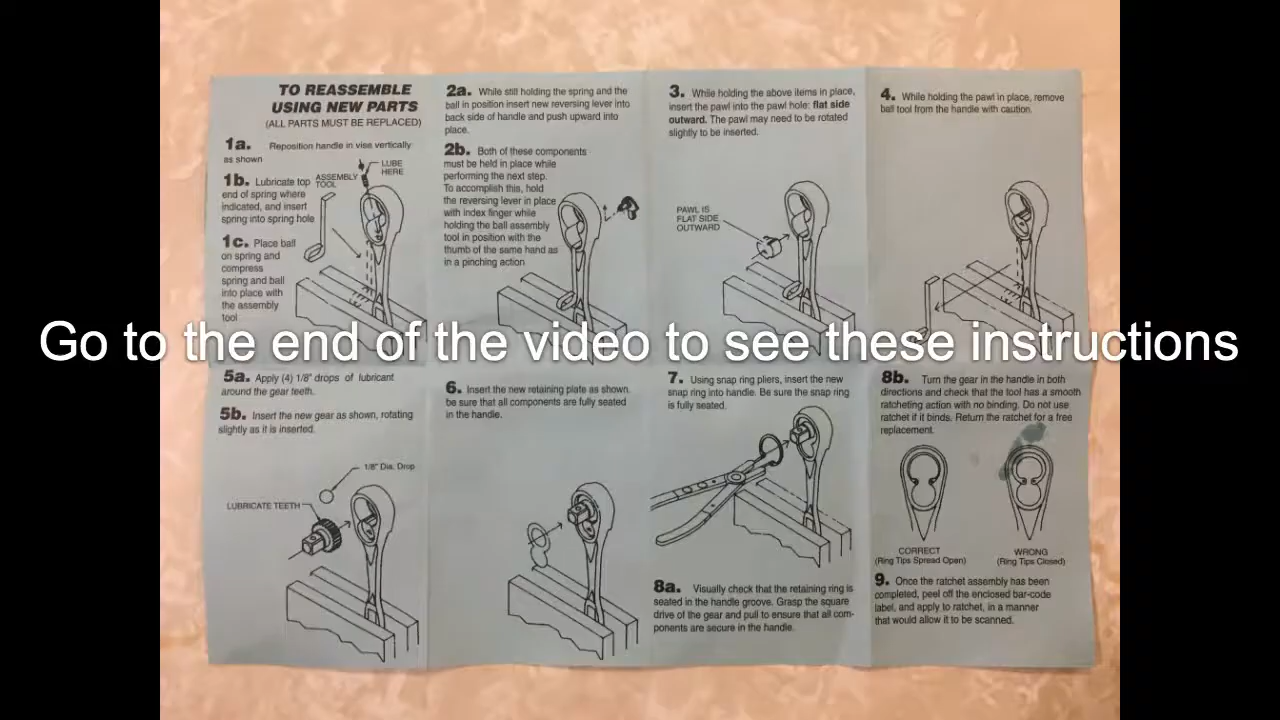 TO REASSEMBLE
USING NEW PARTS
(ALL PARTS MUST BE REPLACED)
1a. Reposition handle in vise vertically
as shown
LUBE
HERE
ASSEMBLY
TOOL
1b. Lubricate top
end of spring where
indicated, and insert
spring into spring hole
1c. Place ball
on spring and
compress
spring and ball
into place with
the assembly
tool
2a. While still holding the spring and the
ball in position insert new reversing lever into
back side of handle and push upward into
place.
2b. Both of these components
must be held in place while
performing the next step.
To accomplish this, hold
the reversing lever in place
with index finger while
holding the ball assembly
tool in position with the
thumb of the same hand as
in a pinching action
3. While holding the above items in place,
insert the pawl into the pawl hole: flat side
outward. The pawl may need to be rotated
slightly to be inserted.
PAWL IS
FLAT SIDE
OUTWARD
4. While holding the pawl in place, remove
ball tool from the handle with caution.
Go to the end of the video to see these instructions
5a. Apply (4) 1/8" drops of lubricant
around the gear teeth.
5b. Insert the new gear as shown, rotating
slightly as it is inserted.
1/8" Dia. Drop
LUBRICATE TEETH
6. Insert the new retaining plate as shown.
be sure that all components are fully seated
in the handle.
7. Using snap ring pliers, insert the new
snap ring into handle. Be sure the snap ring
is fully seated.
8a. Visually check that the retaining ring is
seated in the handle groove. Grasp the square
drive of the gear and pull to ensure that all com-
ponents are secure in the handle.
8b. Turn the gear in the handle in both
directions and check that the tool has a smooth
ratcheting action with no binding. Do not use
ratchet if it binds. Return the ratchet for a free
replacement.
CORRECT
(Ring Tips Spread Open)
WRONG
(Ring Tips Closed)
9. Once the ratchet assembly has been
completed, peel off the enclosed bar-code
label, and apply to ratchet, in a manner
that would allow it to be scanned.